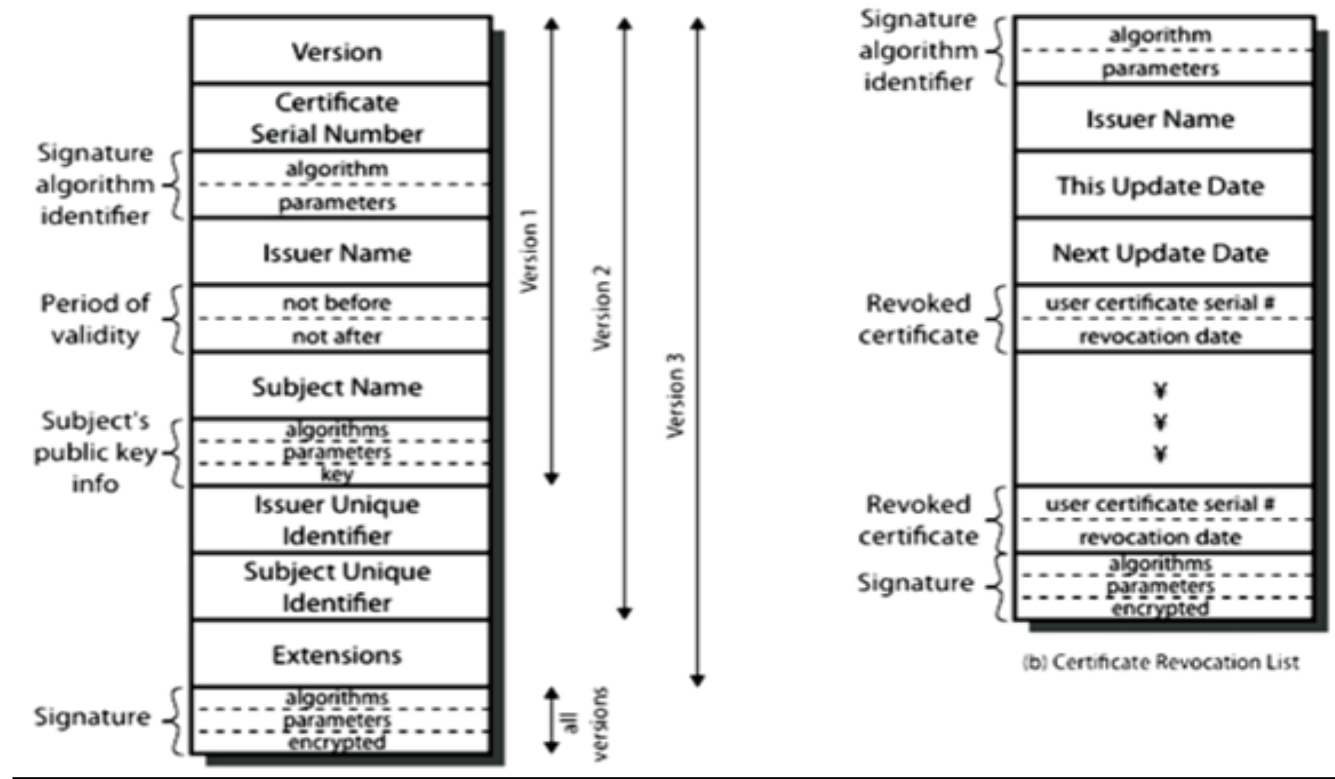 Version
Certificate
Serial Number
Signature
algorithm
identifier
algorithm
parameters
Issuer Name
Period of
validity
not before
not after
Subject Name
Subject's
public key
info
algorithms
parameters
key
Issuer Unique
Identifier
Subject Unique
Identifier
Extensions
Signature
algorithms
parameters
encrypted
Version 1
Version 2
Version 3
all
versions
Signature
algorithm
identifier
algorithm
parameters
Issuer Name
This Update Date
Next Update Date
Revoked
certificate
user certificate serial #
revocation date
¥
¥
¥
Revoked
certificate
user certificate serial #
revocation date
Signature
algorithms
parameters
encrypted
(b) Certificate Revocation List